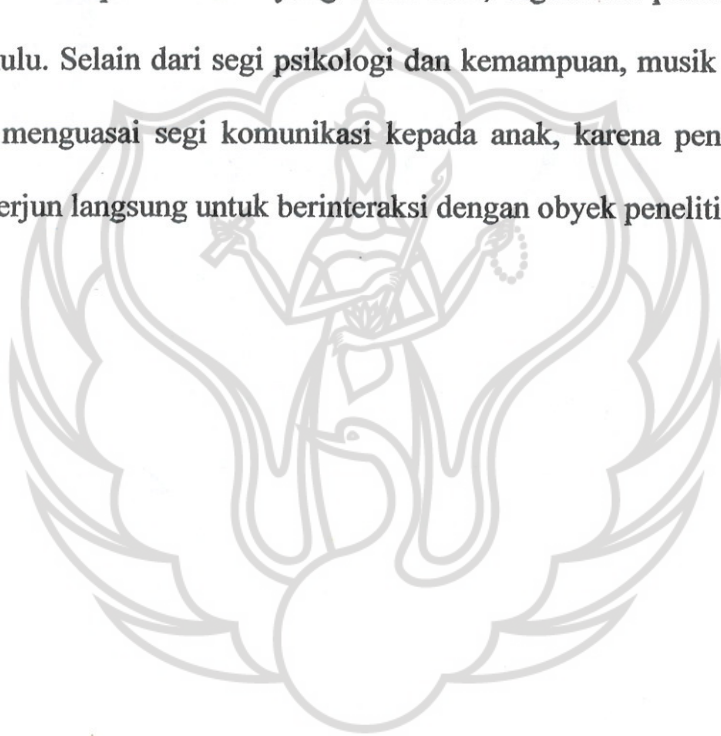 ulu. Selain dari segi psikologi dan kemampuan, musik
menguasai segi komunikasi kepada anak, karena pen
erjun langsung untuk berinteraksi dengan obyek peneliti